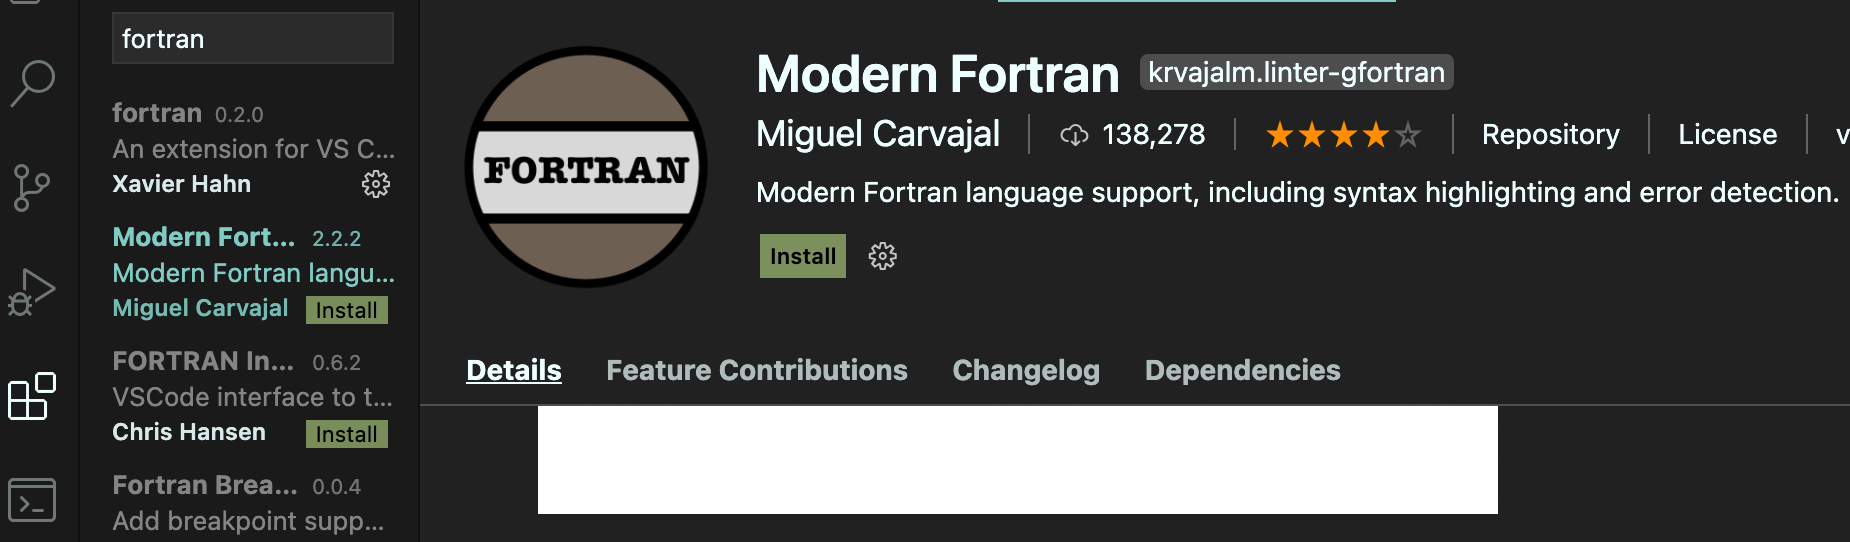 fortran
fortran 0.2.0
An extension for VS C...
Xavier Hahn
Modern Fort... 2.2.2
Modern Fortran langu...
Miguel Carvajal Install
FORTRAN In... 0.6.2
VSCode interface to t...
Chris Hansen Install
Fortran Brea... 0.0.4
Add breakpoint supp...
FORTRAN
Modern Fortran krvajalm.linter-gfortran
Miguel Carvajal 138,278 Repository License v
Modern Fortran language support, including syntax highlighting and error detection.
Install
Details Feature Contributions Changelog Dependencies